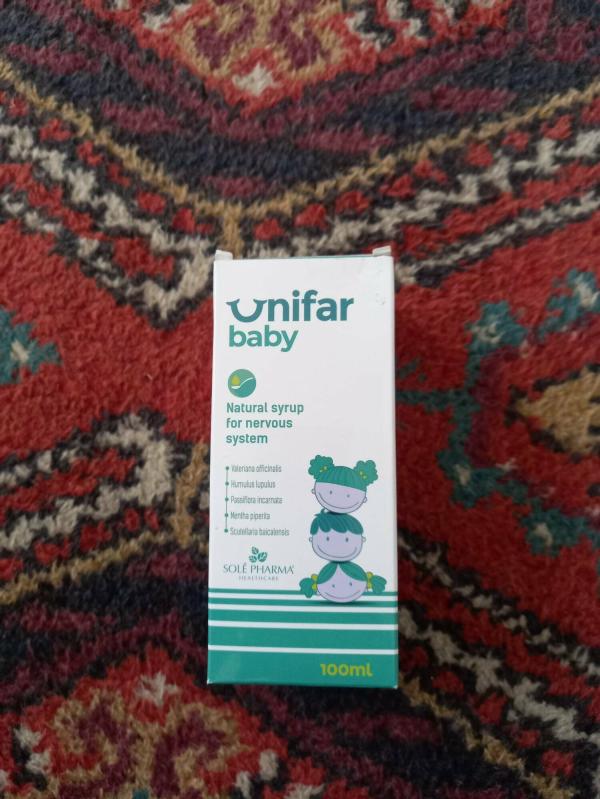 Unifar
baby
Natural syrup
for nervous
system
Valeriana officinalis
Humulus lupulus
Passiflora incarnata
Mentha piperita
Scutellaria baicalensis
SOLÉ PHARMA
HEALTHCARE
100ml